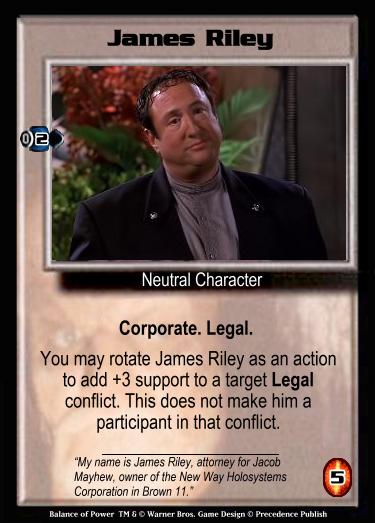 James Riley
0 2
Neutral Character
Corporate. Legal.
You may rotate James Riley as an action
to add +3 support to a target Legal
conflict. This does not make him a
participant in that conflict.
"My name is James Riley, attorney for Jacob
Mayhew, owner of the New Way Holosystems
Corporation in Brown 11."
5
Balance of Power TM & © Warner Bros. Game Design © Precedence Publish